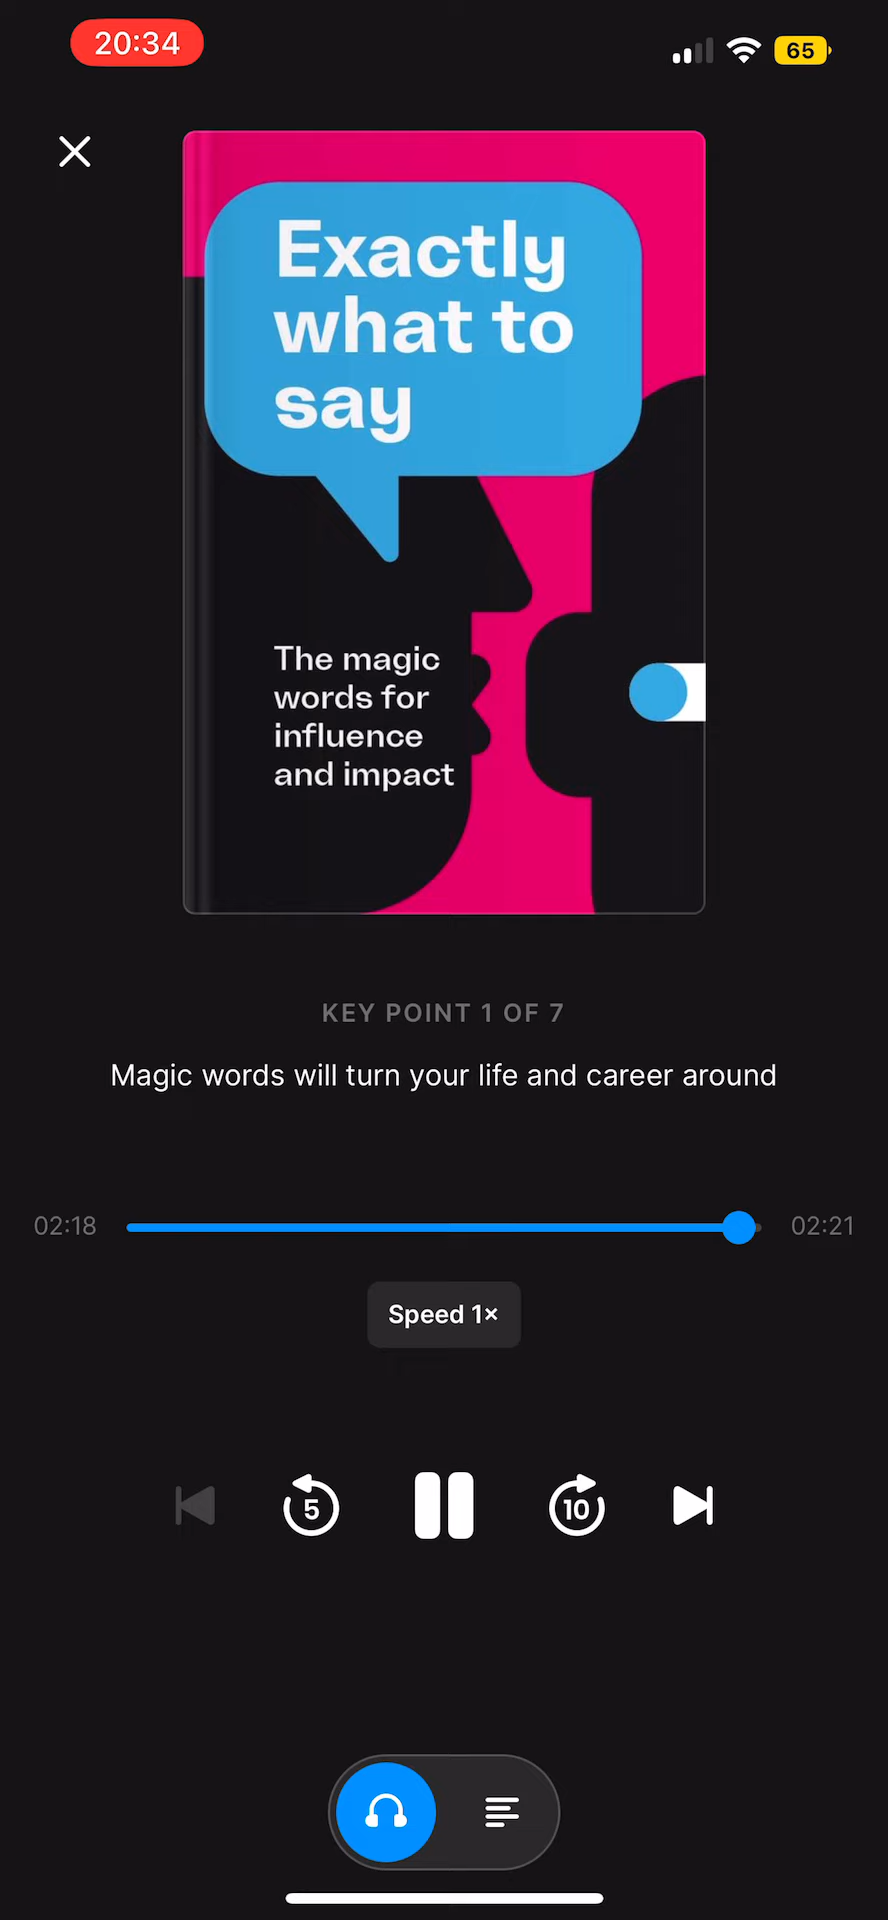 20:34
65
Exactly
what to
say
The magic
words for
influence
and impact
KEY POINT 1 OF 7
Magic words will turn your life and career around
02:18
02:21
Speed 1×
5
10